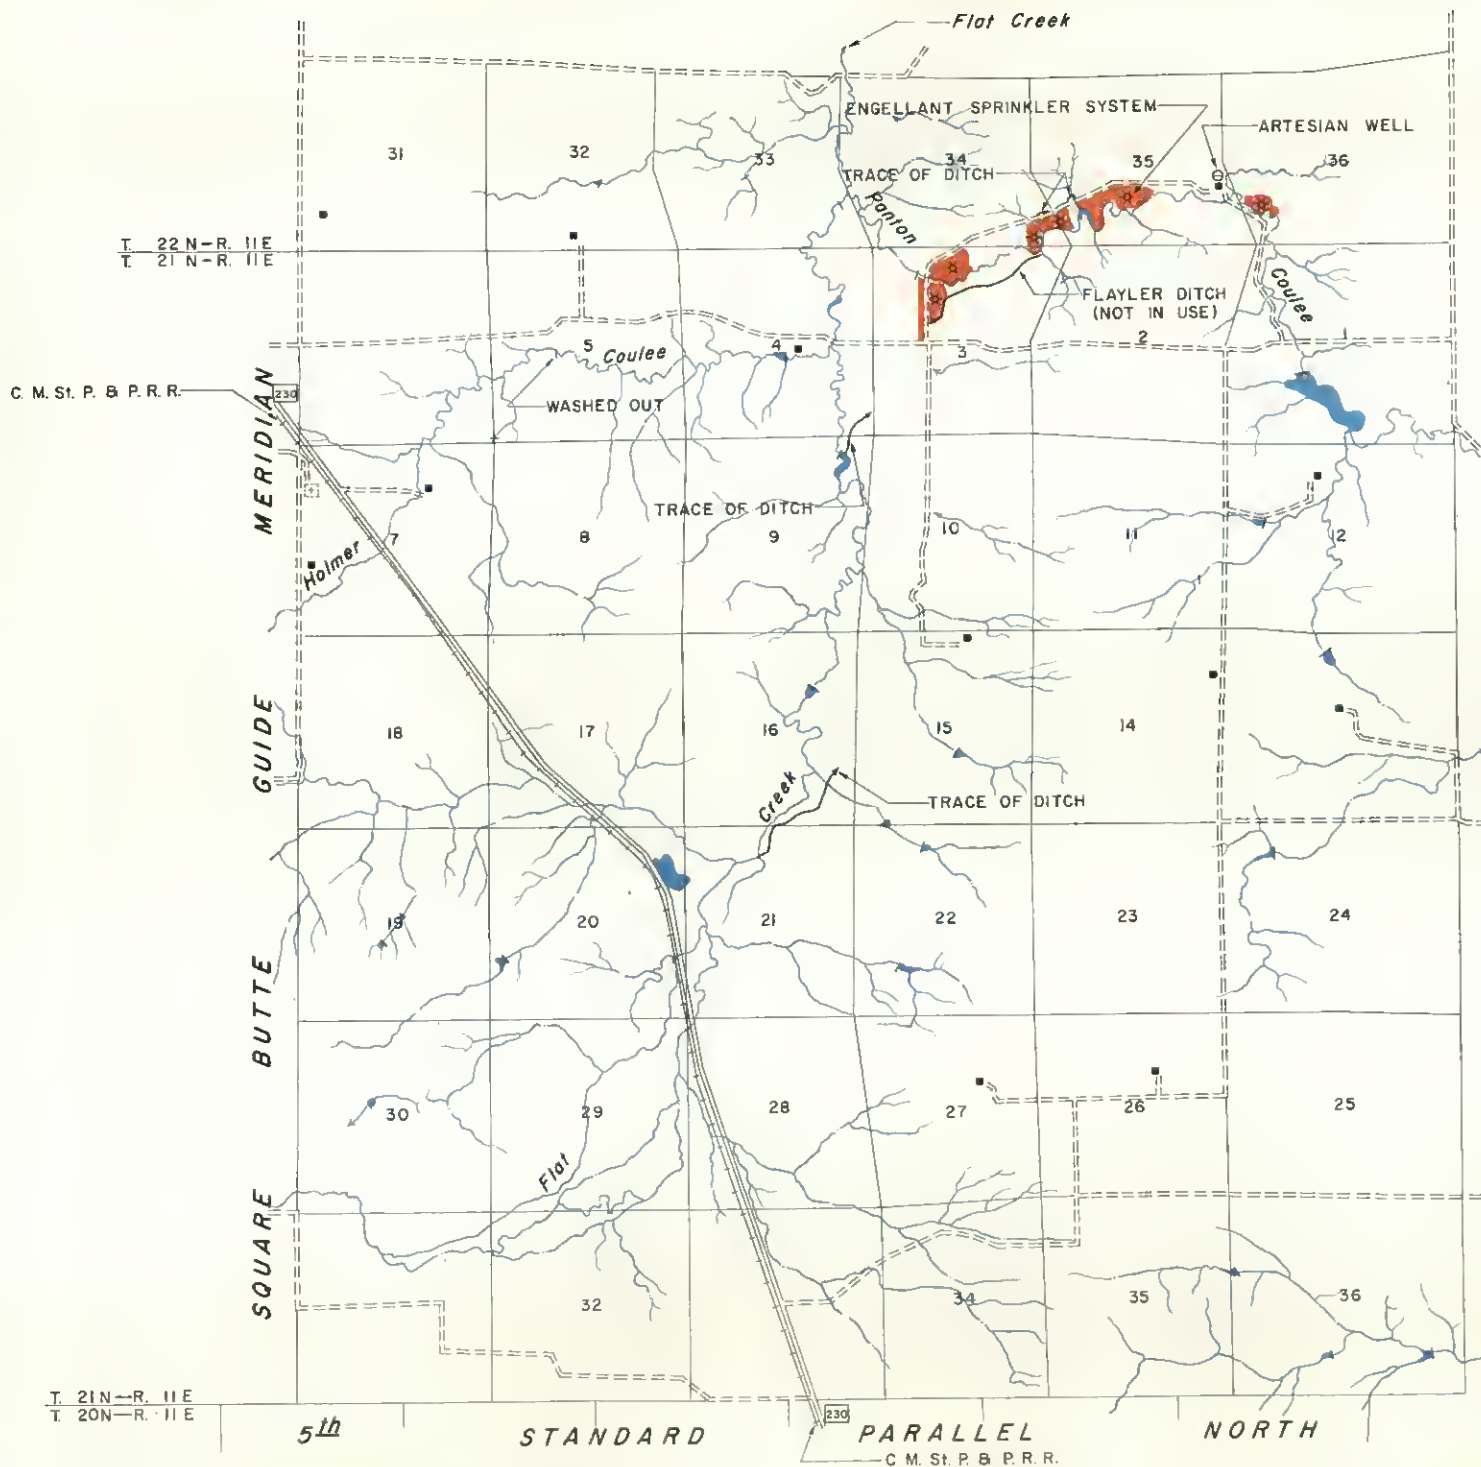 Flat Creek
ENGELLANT SPRINKLER SYSTEM
ARTESIAN WELL
31
32
33
34
35
36
TRACE OF DITCH
Panton
T. 22 N-R. 11 E
T. 21 N-R. 11 E
Coulee
FLAYLER DITCH
(NOT IN USE)
5
Coulee
4
3
2
1
C. M. St. P. & P. R. R.
230
WASHED OUT
MERIDIAN
TRACE OF DITCH
7
8
9
10
11
12
Holmer
GUIDE
18
17
16
15
14
Creek
TRACE OF DITCH
19
20
21
22
23
24
BUTTE
30
29
28
27
26
25
Flat
SQUARE
32
34
35
36
T. 21N-R. 11 E
T. 20N-R. 11 E
5th STANDARD PARALLEL NORTH
230
C M. St. P. & P. R. R.